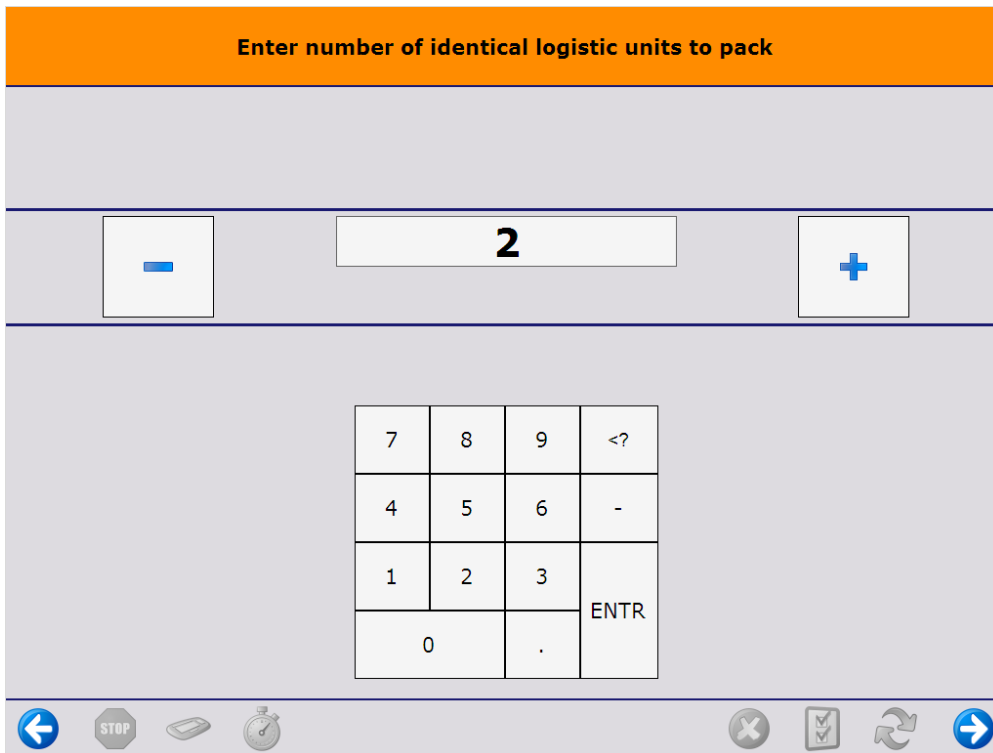 Enter number of identical logistic units to pack
2
7 8 9 <?
4 5 6 -
1 2 3
ENTR
0 .
STOP